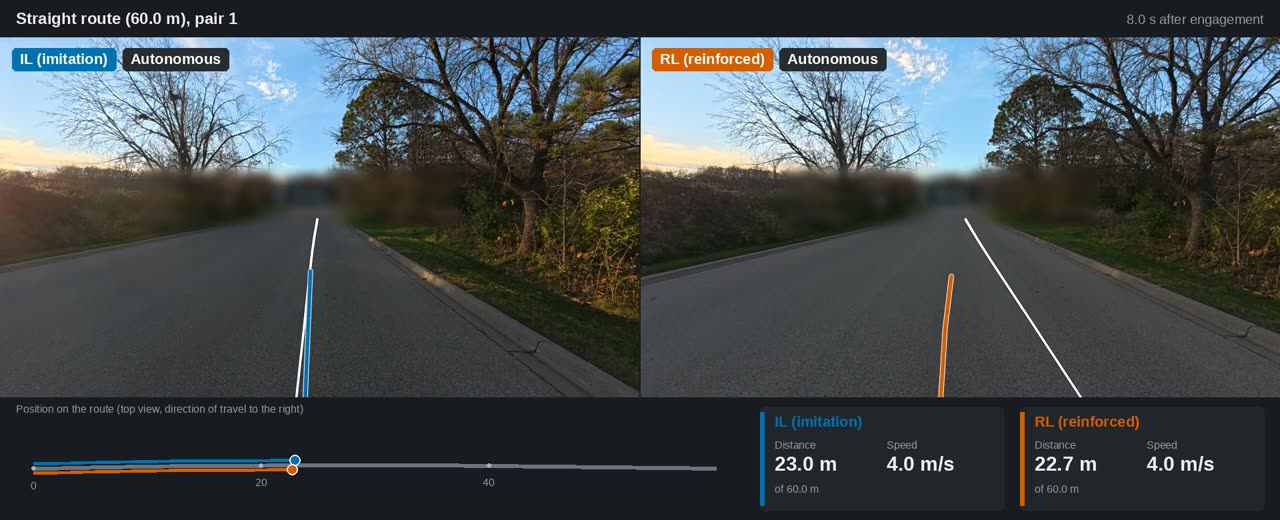 Straight route (60.0 m), pair 1
8.0 s after engagement
IL (imitation)
Autonomous
RL (reinforced)
Autonomous
Position on the route (top view, direction of travel to the right)
0
20
40
IL (imitation)
Distance
Speed
23.0 m
4.0 m/s
of 60.0 m
RL (reinforced)
Distance
Speed
22.7 m
4.0 m/s
of 60.0 m